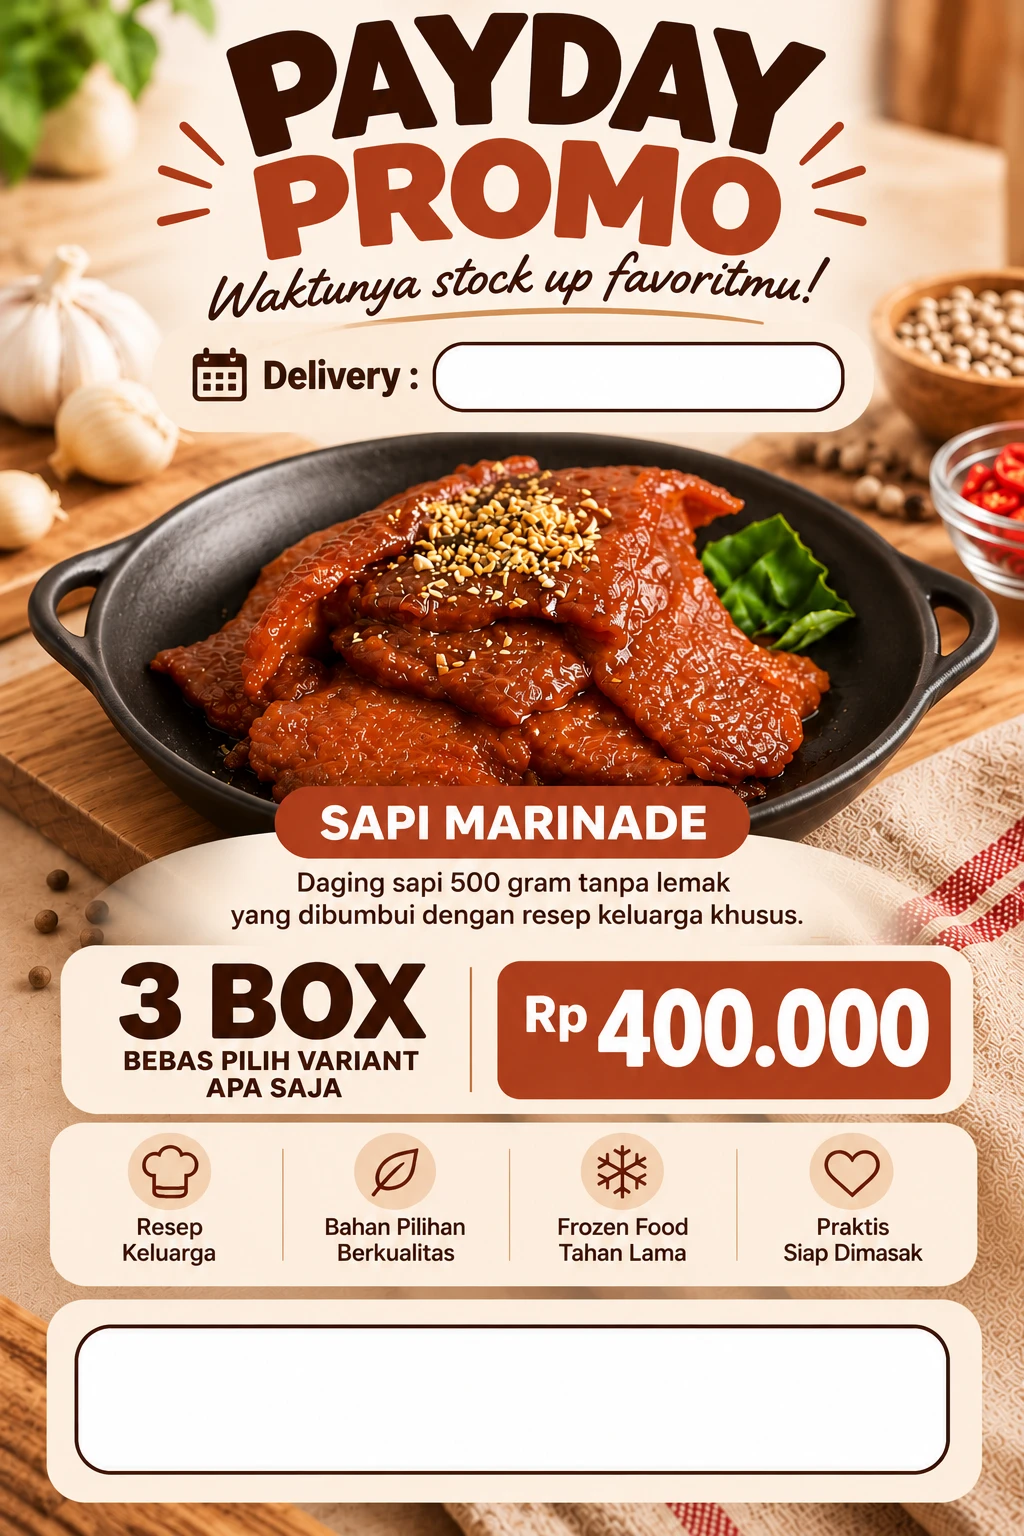 PAYDAY
PROMO
Waktunya stock up favoritmu!
Delivery :
SAPI MARINADE
Daging sapi 500 gram tanpa lemak
yang dibumbui dengan resep keluarga khusus.
3 BOX
BEBAS PILIH VARIANT
APA SAJA
Rp 400.000
Resep
Keluarga
Bahan Pilihan
Berkualitas
Frozen Food
Tahan Lama
Praktis
Siap Dimasak